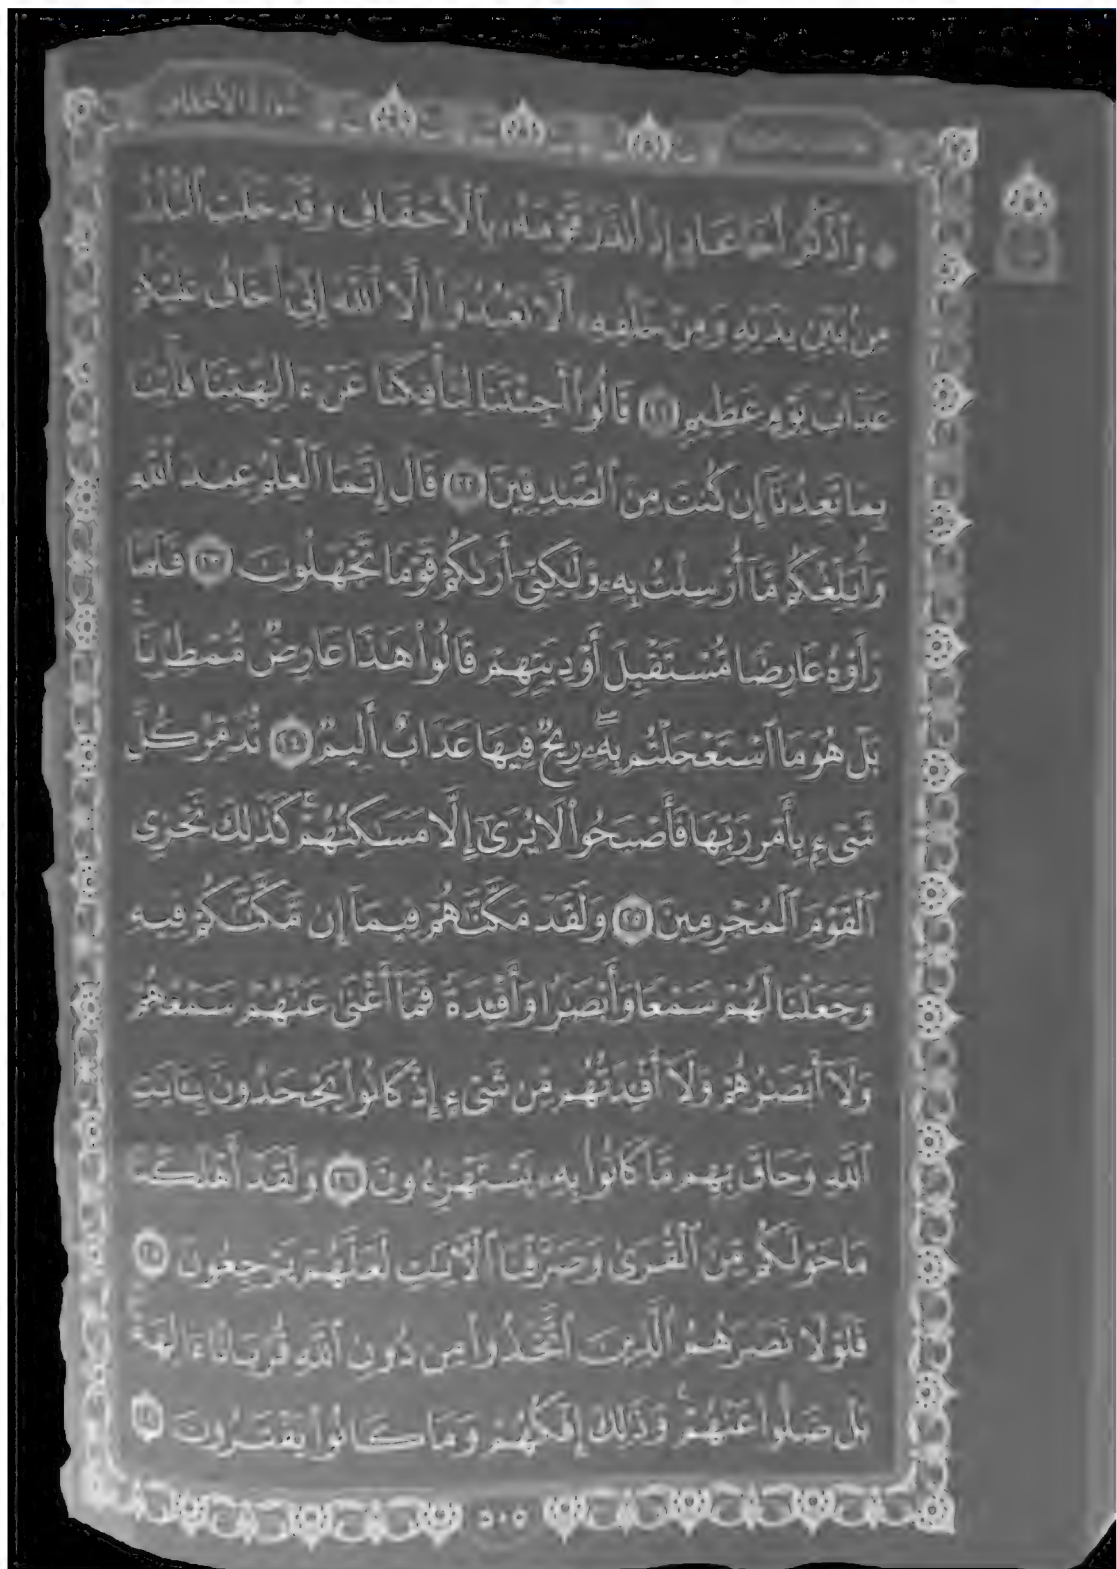 سورة الأحقاف
۞ وَٱذْكُرْ أَخَا عَادٍ إِذْ أَنذَرَ قَوْمَهُۥ بِٱلْأَحْقَافِ وَقَدْ خَلَتِ ٱلنُّذُرُ
مِنۢ بَيْنِ يَدَيْهِ وَمِنْ خَلْفِهِۦٓ أَلَّا تَعْبُدُوٓا۟ إِلَّا ٱللَّهَ إِنِّىٓ أَخَافُ عَلَيْكُمْ
عَذَابَ يَوْمٍ عَظِيمٍ ٢١ قَالُوٓا۟ أَجِئْتَنَا لِتَأْفِكَنَا عَنْ ءَالِهَتِنَا فَأْتِنَا
بِمَا تَعِدُنَآ إِن كُنتَ مِنَ ٱلصَّٰدِقِينَ ٢٢ قَالَ إِنَّمَا ٱلْعِلْمُ عِندَ ٱللَّهِ
وَأُبَلِّغُكُم مَّآ أُرْسِلْتُ بِهِۦ وَلَٰكِنِّىٓ أَرَىٰكُمْ قَوْمًا تَجْهَلُونَ ٢٣ فَلَمَّا
رَأَوْهُ عَارِضًا مُّسْتَقْبِلَ أَوْدِيَتِهِمْ قَالُوا۟ هَٰذَا عَارِضٌ مُّمْطِرُنَا ۚ
بَلْ هُوَ مَا ٱسْتَعْجَلْتُم بِهِۦ ۖ رِيحٌ فِيهَا عَذَابٌ أَلِيمٌ ٢٤ تُدَمِّرُ كُلَّ
شَىْءٍۭ بِأَمْرِ رَبِّهَا فَأَصْبَحُوا۟ لَا يُرَىٰٓ إِلَّا مَسَٰكِنُهُمْ ۚ كَذَٰلِكَ نَجْزِى
ٱلْقَوْمَ ٱلْمُجْرِمِينَ ٢٥ وَلَقَدْ مَكَّنَّٰهُمْ فِيمَآ إِن مَّكَّنَّٰكُمْ فِيهِ
وَجَعَلْنَا لَهُمْ سَمْعًا وَأَبْصَٰرًا وَأَفْـِٔدَةً فَمَآ أَغْنَىٰ عَنْهُمْ سَمْعُهُمْ
وَلَآ أَبْصَٰرُهُمْ وَلَآ أَفْـِٔدَتُهُم مِّن شَىْءٍ إِذْ كَانُوا۟ يَجْحَدُونَ بِـَٔايَٰتِ
ٱللَّهِ وَحَاقَ بِهِم مَّا كَانُوا۟ بِهِۦ يَسْتَهْزِءُونَ ٢٦ وَلَقَدْ أَهْلَكْنَا
مَا حَوْلَكُم مِّنَ ٱلْقُرَىٰ وَصَرَّفْنَا ٱلْـَٔايَٰتِ لَعَلَّهُمْ يَرْجِعُونَ ٢٧
فَلَوْلَا نَصَرَهُمُ ٱلَّذِينَ ٱتَّخَذُوا۟ مِن دُونِ ٱللَّهِ قُرْبَانًا ءَالِهَةًۢ ۖ
بَلْ ضَلُّوا۟ عَنْهُمْ ۚ وَذَٰلِكَ إِفْكُهُمْ وَمَا كَانُوا۟ يَفْتَرُونَ ٢٨
٥٠٥